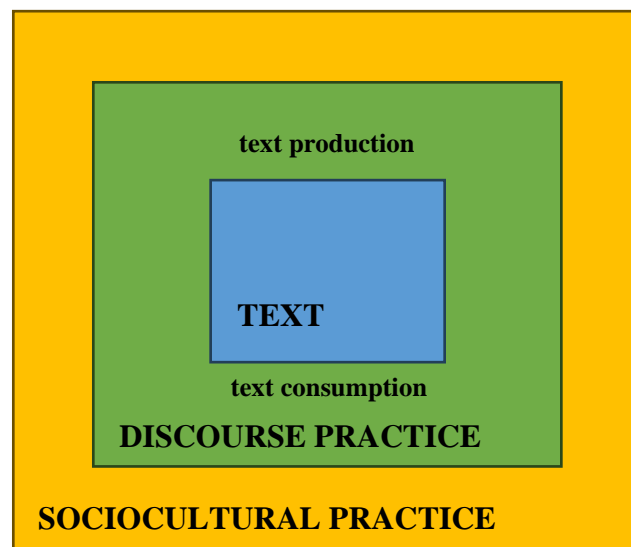 text production
TEXT
text consumption
DISCOURSE PRACTICE
SOCIOCULTURAL PRACTICE